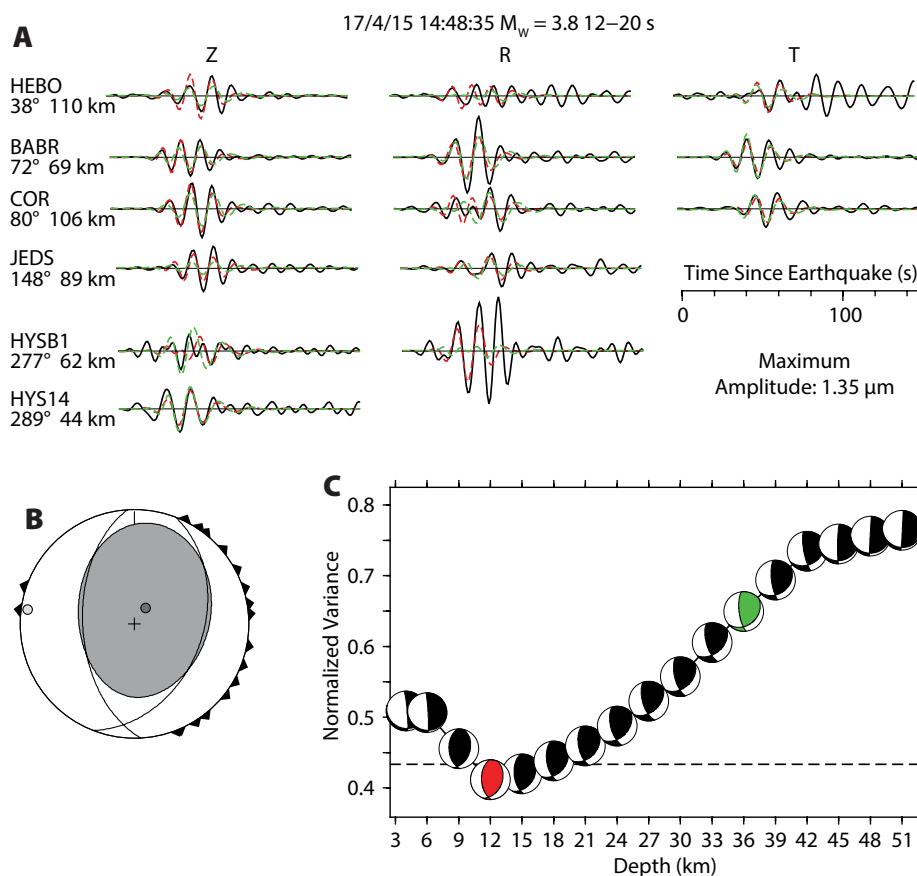 17/4/15 14:48:35 Mw = 3.8 12–20 s
A
Z R T
HEBO
38° 110 km
BABR
72° 69 km
COR
80° 106 km
JEDS
148° 89 km
HYSB1
277° 62 km
HYS14
289° 44 km
Time Since Earthquake (s)
0 100
Maximum
Amplitude: 1.35 μm
B
C
Normalized Variance
0.8
0.7
0.6
0.5
0.4
3 6 9 12 15 18 21 24 27 30 33 36 39 42 45 48 51
Depth (km)